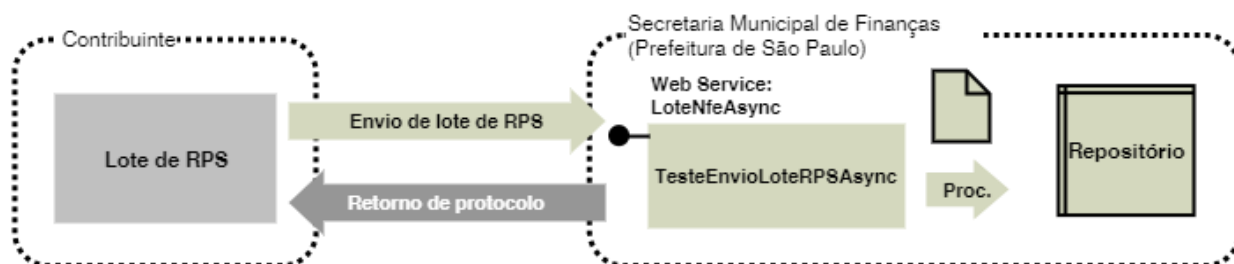 Contribuinte
Secretaria Municipal de Finanças
(Prefeitura de São Paulo)
Web Service:
LoteNfeAsync
Envio de lote de RPS
Lote de RPS
TesteEnvioLoteRPSAsync
Repositório
Proc.
Retorno de protocolo